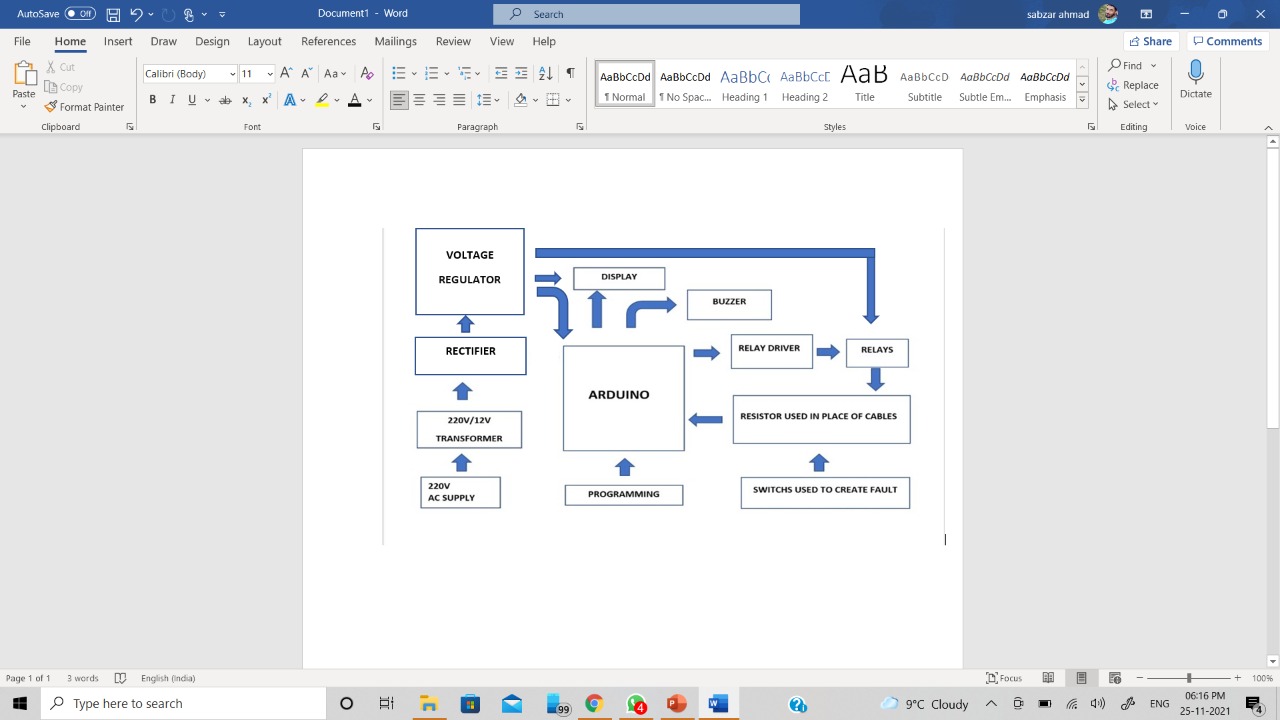 AutoSave Off Document1 - Word Search sabzar ahmad
File Home Insert Draw Design Layout References Mailings Review View Help Share Comments
Paste Cut Copy Format Painter
Clipboard
Calibri (Body) 11 A A Aa A
B I U ab x₂ x² A A
Font
Paragraph
AaBbCcDd AaBbCcDd AaBbCc AaBbCcE AaB AaBbCcD AaBbCcDd AaBbCcDd
¶ Normal ¶ No Spac... Heading 1 Heading 2 Title Subtitle Subtle Em... Emphasis
Styles
Find
Replace
Select
Editing
Dictate
Voice
VOLTAGE
REGULATOR
DISPLAY
BUZZER
RECTIFIER
RELAY DRIVER
RELAYS
ARDUINO
220V/12V
TRANSFORMER
RESISTOR USED IN PLACE OF CABLES
220V
AC SUPPLY
PROGRAMMING
SWITCHS USED TO CREATE FAULT
Page 1 of 1 3 words English (India) Focus 100%
Type here to search 99 4 9°C Cloudy ENG 06:16 PM 25-11-2021 4